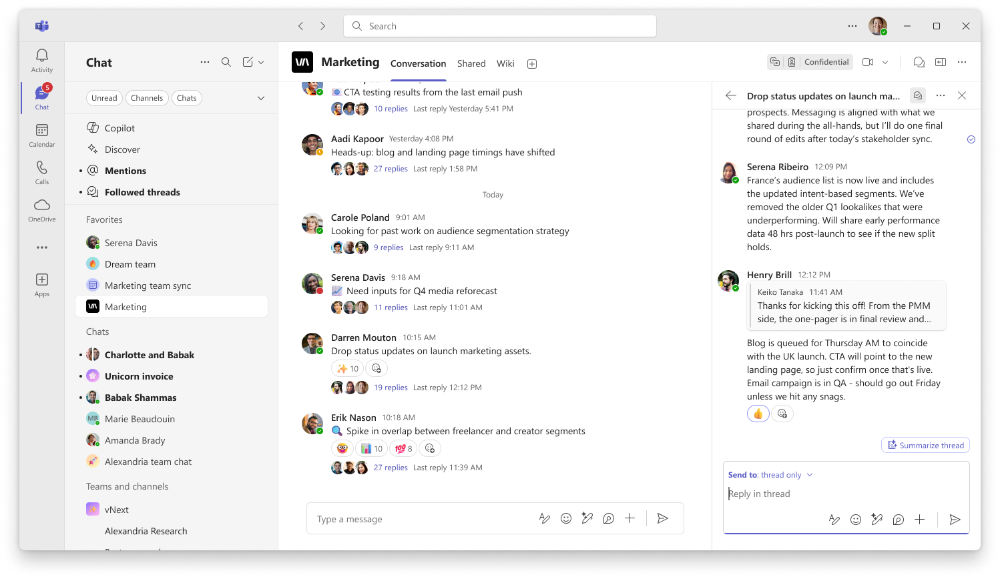 Search
Activity
5
Chat
Calendar
Calls
OneDrive
Apps
Chat
Unread
Channels
Chats
Copilot
Discover
Mentions
Followed threads
Favorites
Serena Davis
Dream team
Marketing team sync
Marketing
Chats
Charlotte and Babak
Unicorn invoice
Babak Shammas
MB Marie Beaudouin
Amanda Brady
Alexandria team chat
Teams and channels
vNext
Alexandria Research
Marketing
Conversation
Shared
Wiki
Confidential
CTA testing results from the last email push
10 replies Last reply Yesterday 5:41 PM
Aadi Kapoor Yesterday 4:08 PM
Heads-up: blog and landing page timings have shifted
27 replies Last reply 1:58 PM
Today
Carole Poland 9:01 AM
Looking for past work on audience segmentation strategy
9 replies Last reply 9:11 AM
Serena Davis 9:18 AM
📈 Need inputs for Q4 media reforecast
11 replies Last reply 11:01 AM
Darren Mouton 10:15 AM
Drop status updates on launch marketing assets.
✨ 10
19 replies Last reply 12:12 PM
Erik Nason 10:18 AM
🔍 Spike in overlap between freelancer and creator segments
🤓 📊 10 💯 8
27 replies Last reply 11:39 AM
Type a message
Drop status updates on launch ma...
prospects. Messaging is aligned with what we
shared during the all-hands, but I’ll do one final
round of edits after today’s stakeholder sync.
Serena Ribeiro 12:09 PM
France’s audience list is now live and includes
the updated intent-based segments. We’ve
removed the older Q1 lookalikes that were
underperforming. Will share early performance
data 48 hrs post-launch to see if the new split
holds.
Henry Brill 12:12 PM
Keiko Tanaka 11:41 AM
Thanks for kicking this off! From the PMM
side, the one-pager is in final review and...
Blog is queued for Thursday AM to coincide
with the UK launch. CTA will point to the new
landing page, so just confirm once that's live.
Email campaign is in QA - should go out Friday
unless we hit any snags.
👍
Summarize thread
Send to: thread only
Reply in thread